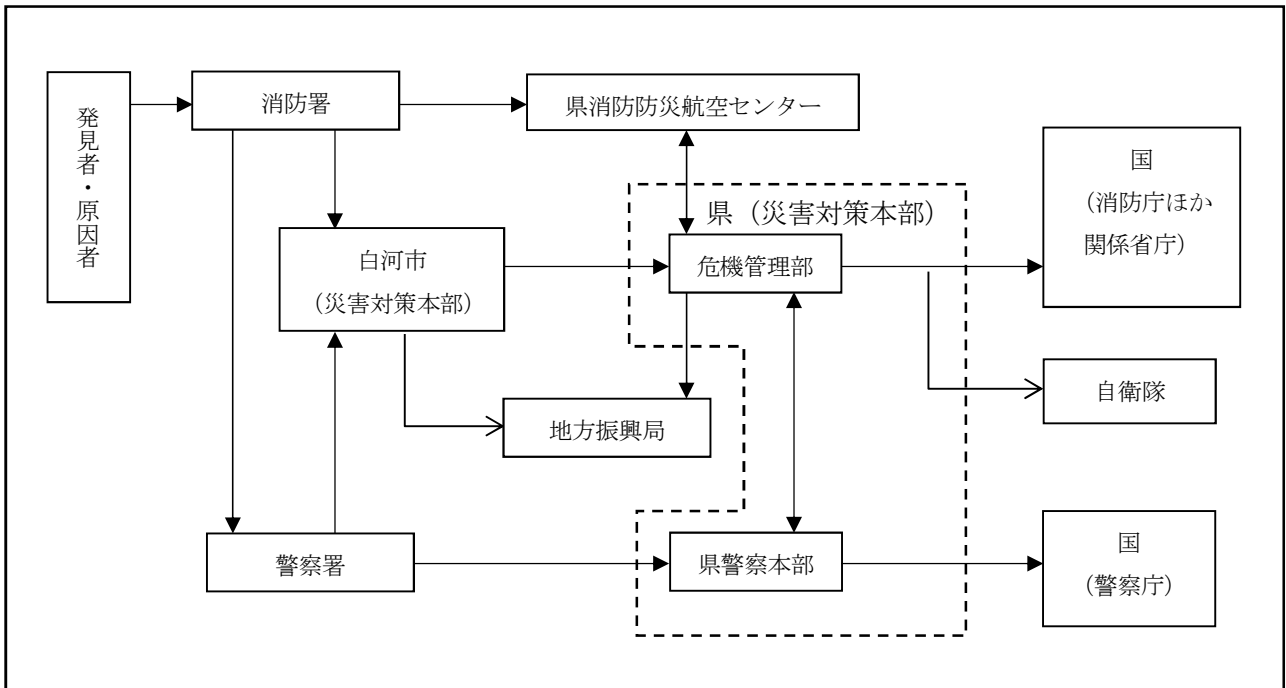 発見者・原因者
消防署
県消防防災航空センター
国
（消防庁ほか
関係省庁）
県（災害対策本部）
白河市
（災害対策本部）
危機管理部
自衛隊
地方振興局
警察署
県警察本部
国
（警察庁）